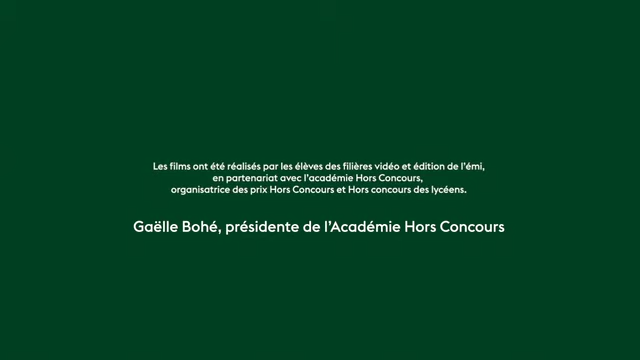 Les films ont été réalisés par les élèves des filières vidéo et édition de l'émi,
en partenariat avec l'académie Hors Concours,
organisatrice des prix Hors Concours et Hors concours des lycéens.
Gaëlle Bohé, présidente de l'Académie Hors Concours